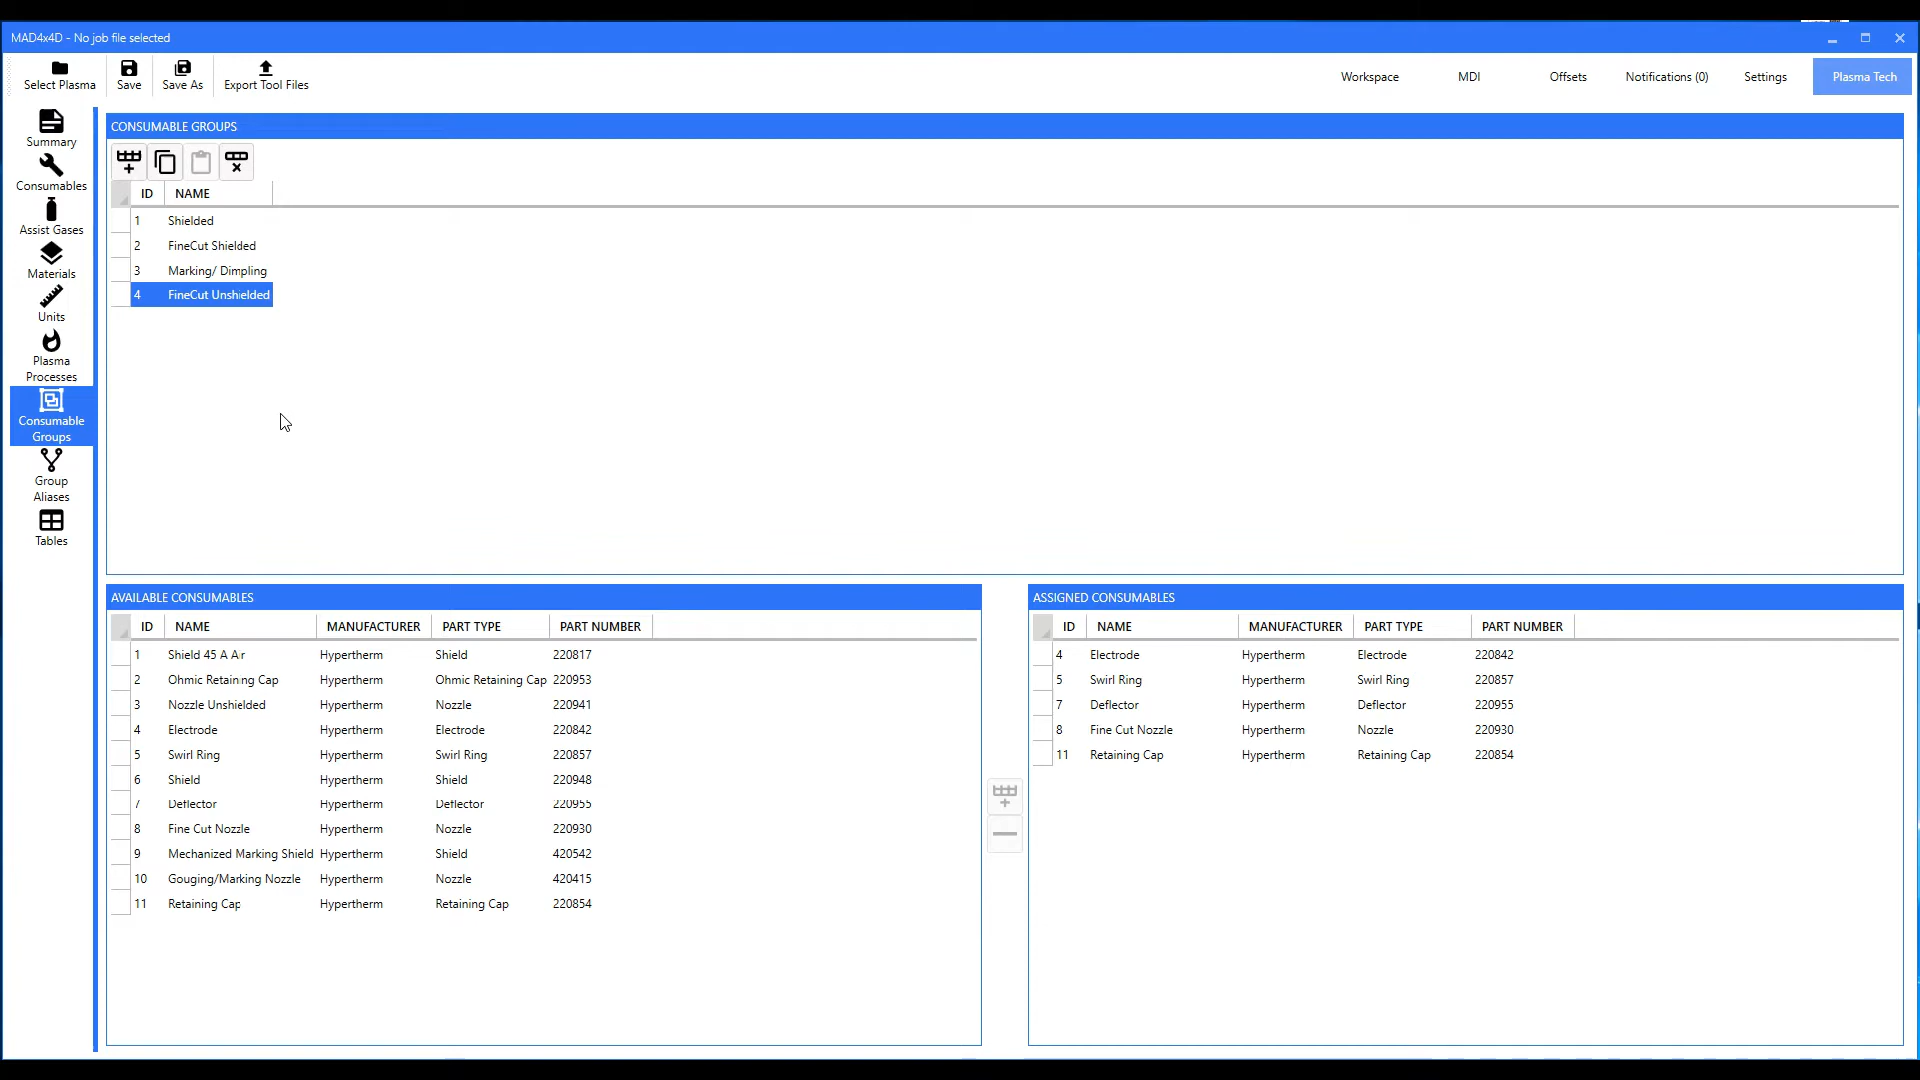 MAD4x4D - No job file selected
Select Plasma
Save
Save As
Export Tool Files
Workspace
MDI
Offsets
Notifications (0)
Settings
Plasma Tech
Summary
Consumables
Assist Gases
Materials
Units
Plasma
Processes
Consumable
Groups
Group
Aliases
Tables
CONSUMABLE GROUPS
ID NAME
1 Shielded
2 FineCut Shielded
3 Marking/ Dimpling
4 FineCut Unshielded
AVAILABLE CONSUMABLES
ID NAME MANUFACTURER PART TYPE PART NUMBER
1 Shield 45 A Air Hypertherm Shield 220817
2 Ohmic Retaining Cap Hypertherm Ohmic Retaining Cap 220953
3 Nozzle Unshielded Hypertherm Nozzle 220941
4 Electrode Hypertherm Electrode 220842
5 Swirl Ring Hypertherm Swirl Ring 220857
6 Shield Hypertherm Shield 220948
7 Deflector Hypertherm Deflector 220955
8 Fine Cut Nozzle Hypertherm Nozzle 220930
9 Mechanized Marking Shield Hypertherm Shield 420542
10 Gouging/Marking Nozzle Hypertherm Nozzle 420415
11 Retaining Cap Hypertherm Retaining Cap 220854
ASSIGNED CONSUMABLES
ID NAME MANUFACTURER PART TYPE PART NUMBER
4 Electrode Hypertherm Electrode 220842
5 Swirl Ring Hypertherm Swirl Ring 220857
7 Deflector Hypertherm Deflector 220955
8 Fine Cut Nozzle Hypertherm Nozzle 220930
11 Retaining Cap Hypertherm Retaining Cap 220854